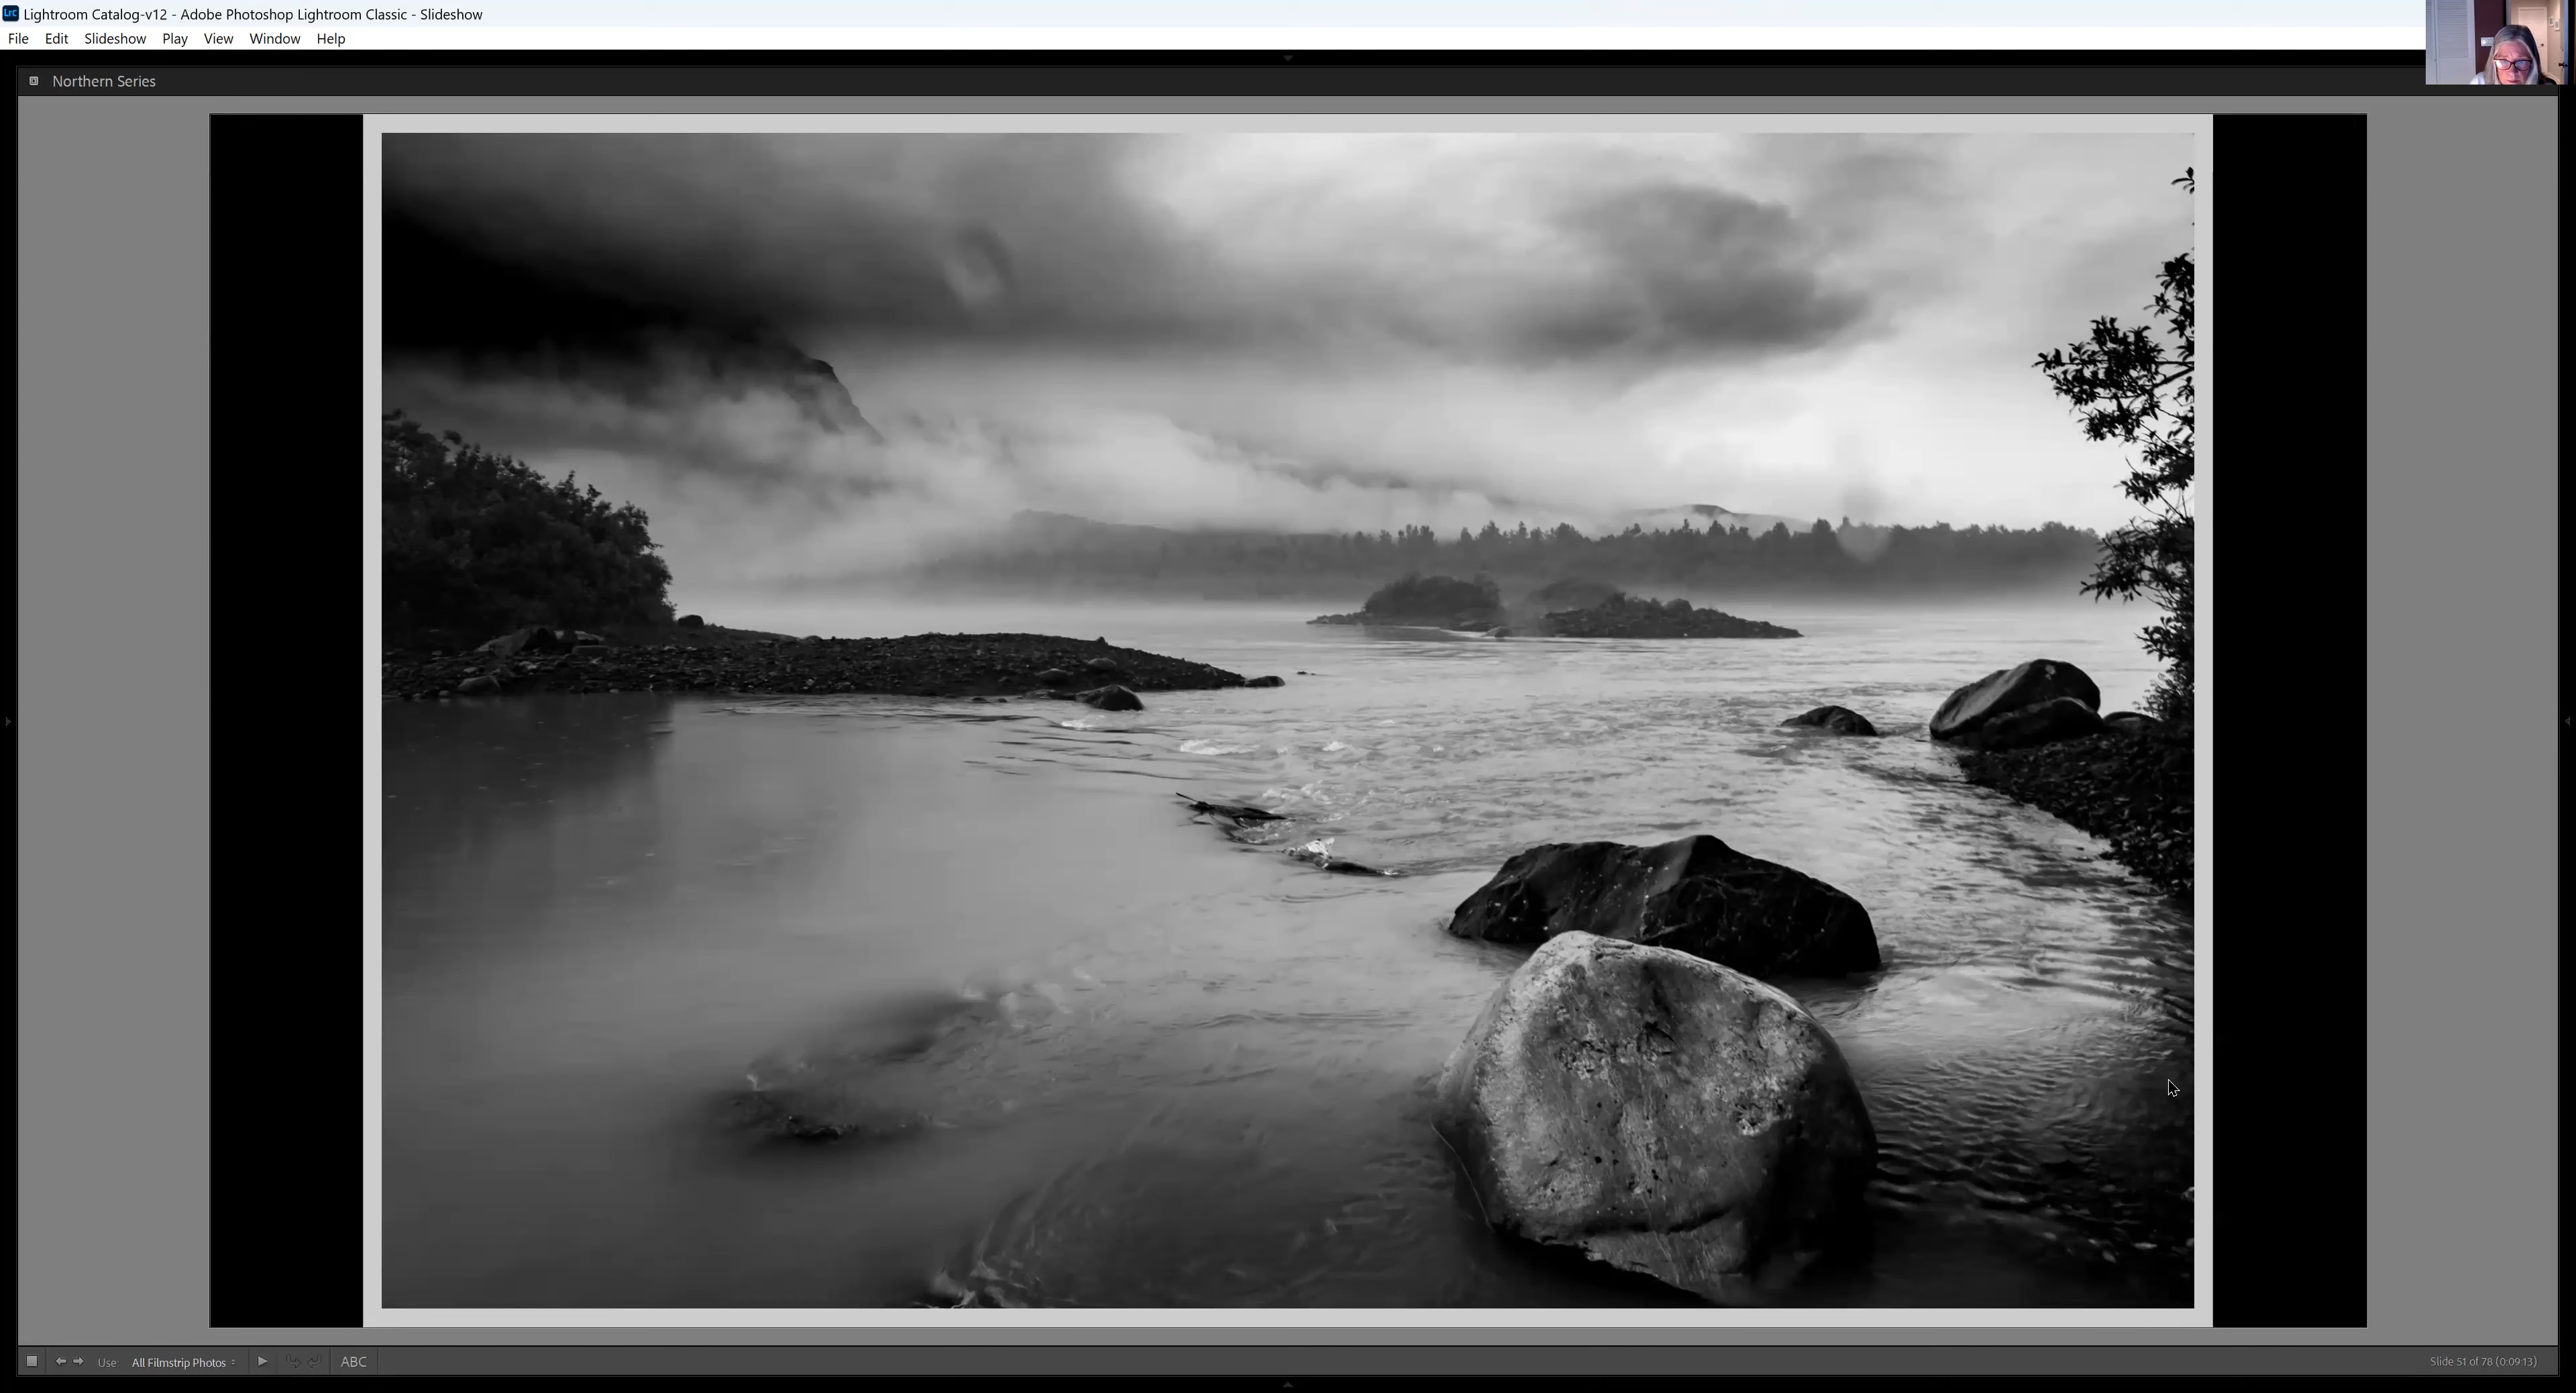 Lrc Lightroom Catalog-v12 - Adobe Photoshop Lightroom Classic - Slideshow
File Edit Slideshow Play View Window Help
Northern Series
Use All Filmstrip Photos ABC Slide 51 of 78 (0:09:13)